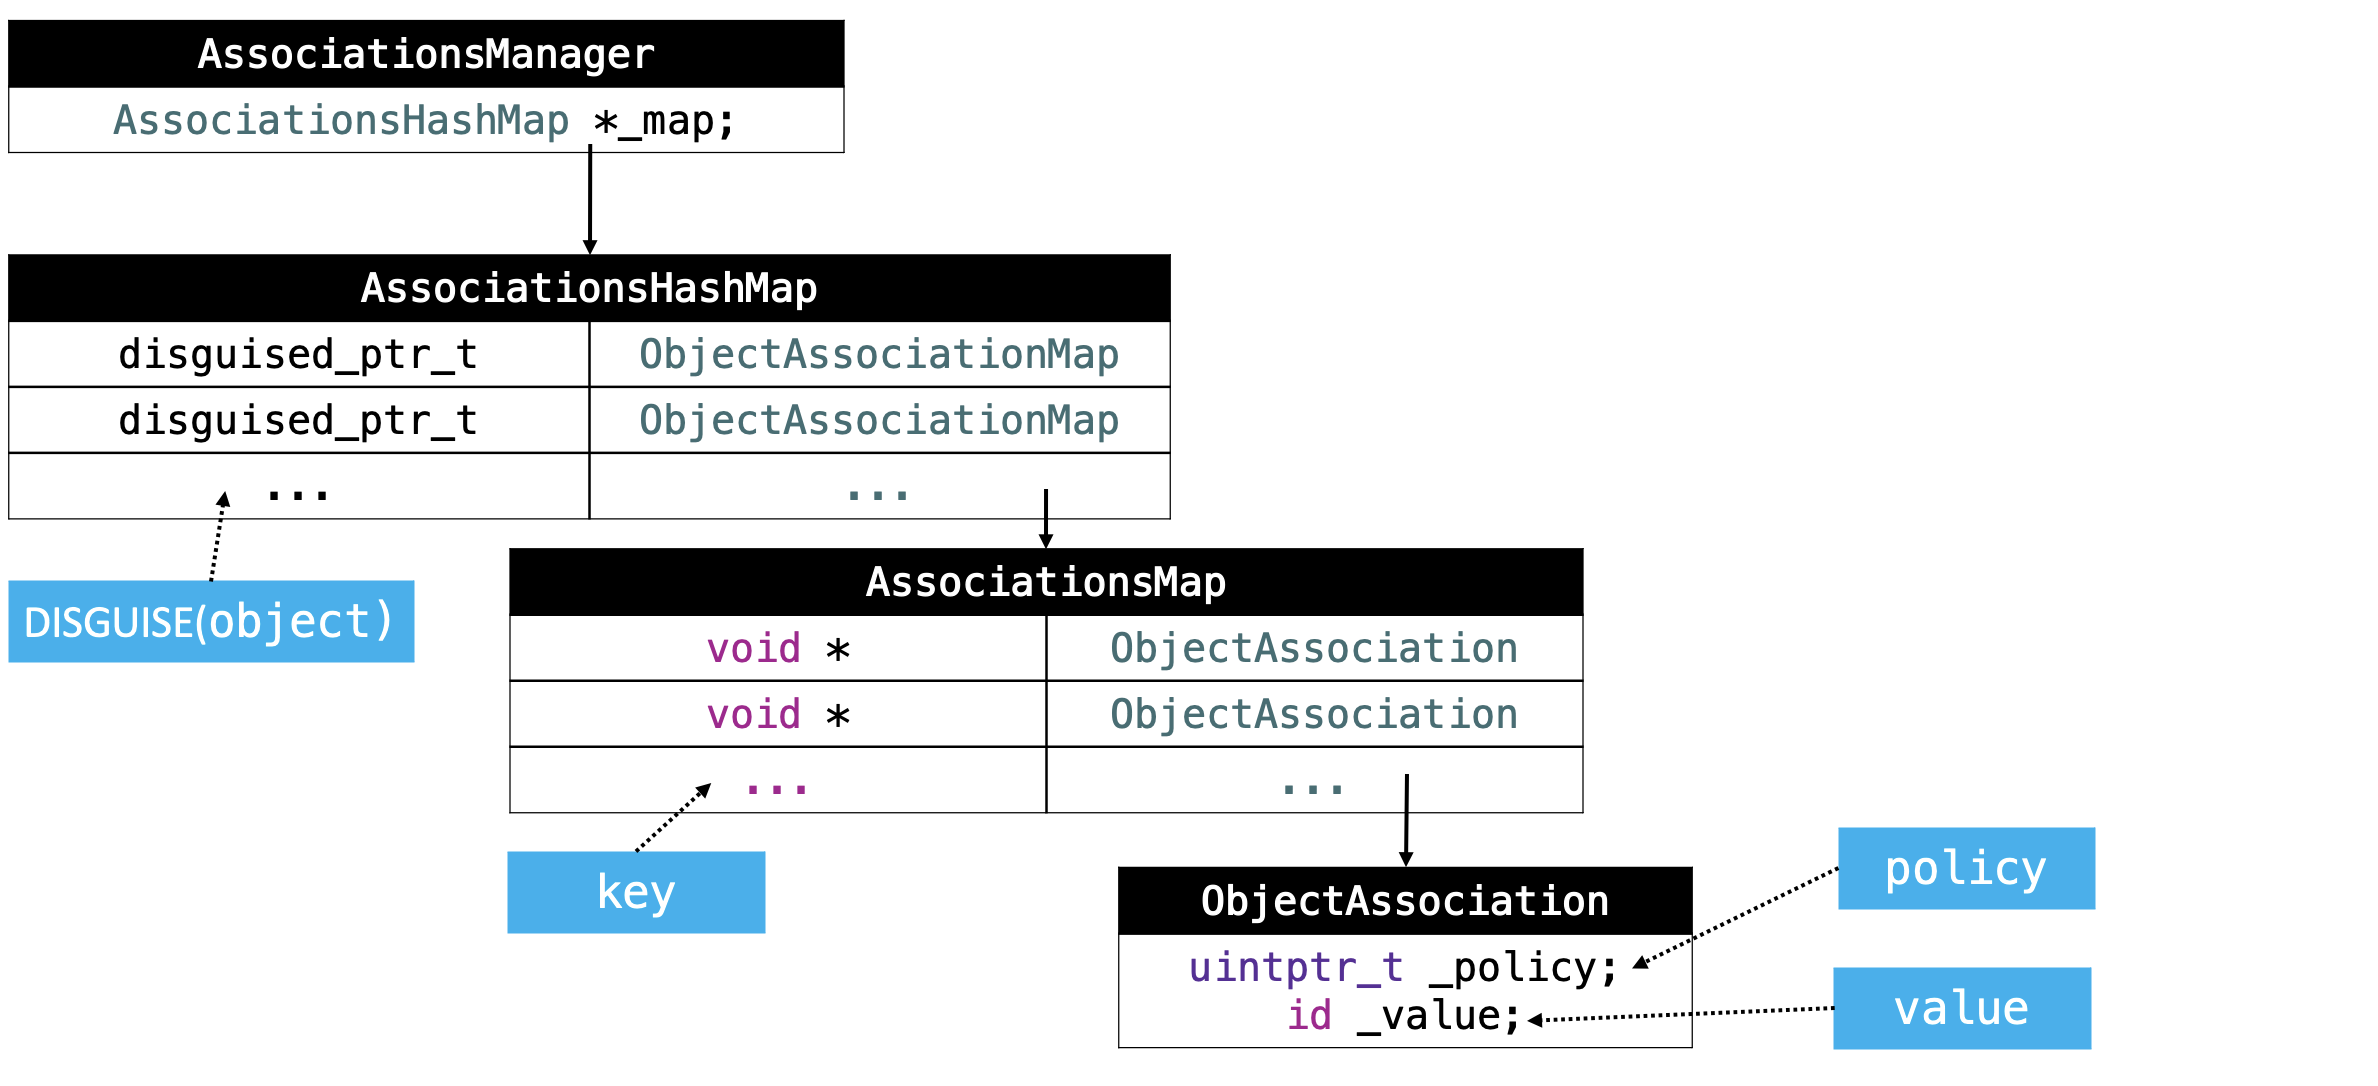 AssociationsManager
AssociationsHashMap *_map;
AssociationsHashMap
disguised_ptr_t ObjectAssociationMap
disguised_ptr_t ObjectAssociationMap
... ...
DISGUISE(object)
AssociationsMap
void * ObjectAssociation
void * ObjectAssociation
... ...
key
ObjectAssociation
uintptr_t _policy;
id _value;
policy
value